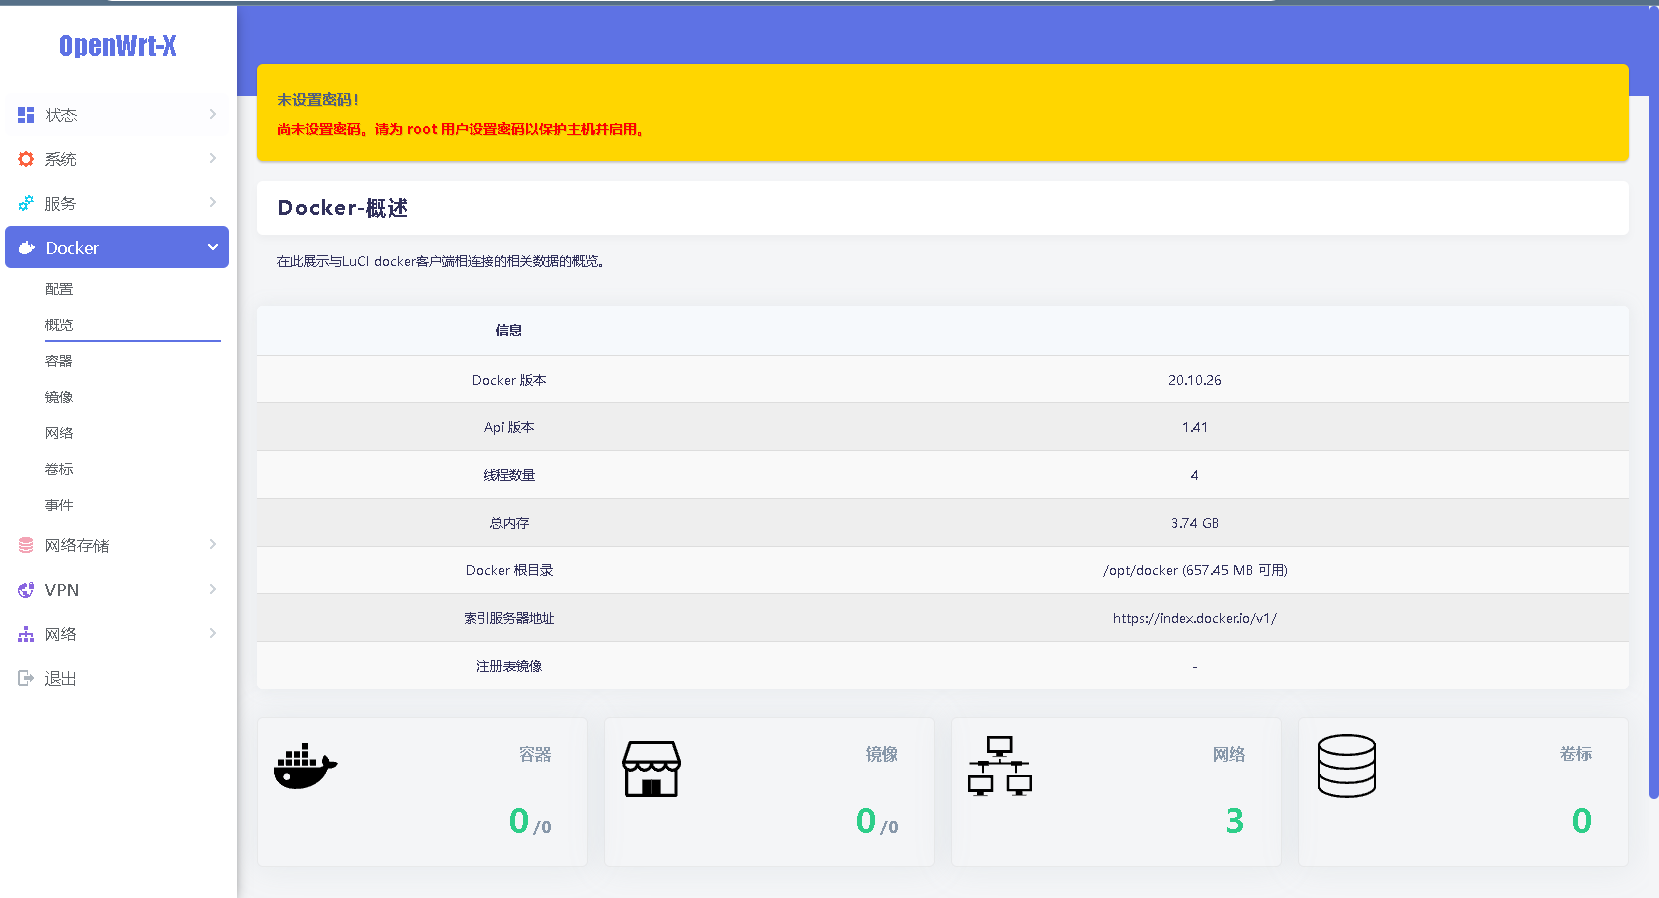 OpenWrt-X
状态
系统
服务
Docker
配置
概览
容器
镜像
网络
卷标
事件
网络存储
VPN
网络
退出
未设置密码！
尚未设置密码。请为 root 用户设置密码以保护主机并启用。
Docker-概述
在此展示与LuCI docker客户端相连接的相关数据的概览。
信息
Docker 版本 20.10.26
Api 版本 1.41
线程数量 4
总内存 3.74 GB
Docker 根目录 /opt/docker (657.45 MB 可用)
索引服务器地址 https://index.docker.io/v1/
注册表镜像 -
容器
0/0
镜像
0/0
网络
3
卷标
0